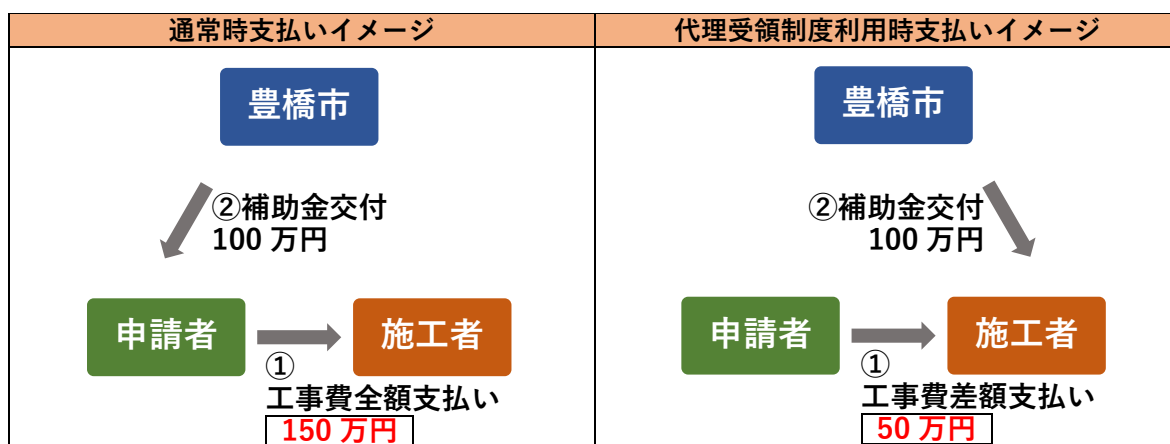 通常時支払いイメージ
豊橋市
②補助金交付
100 万円
申請者
施工者
①
工事費全額支払い
150 万円
代理受領制度利用時支払いイメージ
豊橋市
②補助金交付
100 万円
申請者
施工者
①
工事費差額支払い
50 万円